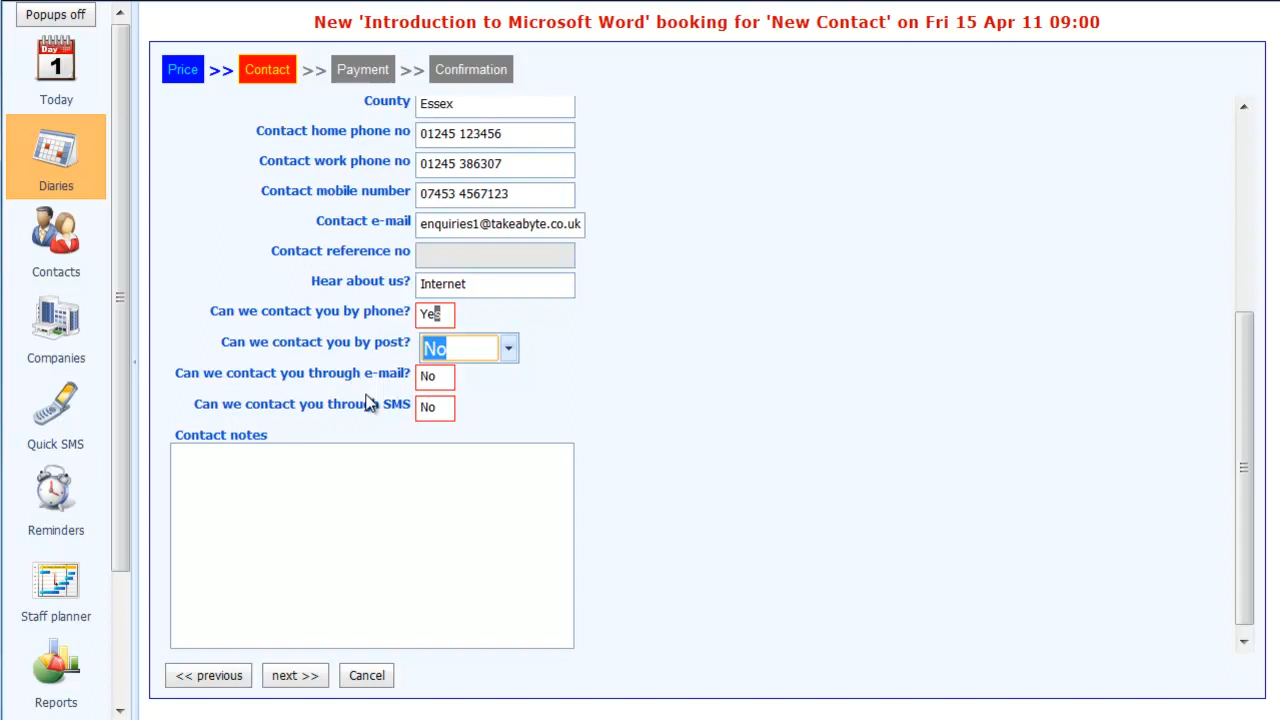 Popups off
New 'Introduction to Microsoft Word' booking for 'New Contact' on Fri 15 Apr 11 09:00
Day
1
Today
Diaries
Contacts
Companies
Quick SMS
Reminders
Staff planner
Reports
Price >> Contact >> Payment >> Confirmation
County Essex
Contact home phone no 01245 123456
Contact work phone no 01245 386307
Contact mobile number 07453 4567123
Contact e-mail enquiries1@takeabyte.co.uk
Contact reference no
Hear about us? Internet
Can we contact you by phone? Yes
Can we contact you by post? No
Can we contact you through e-mail? No
Can we contact you through SMS No
Contact notes
<< previous next >> Cancel